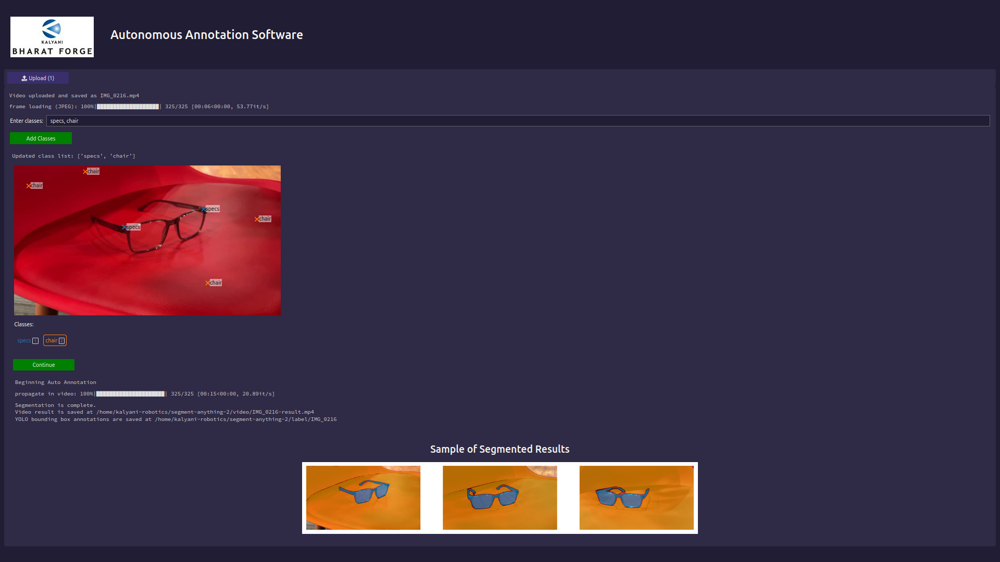 KALYANI
BHARAT FORGE
Autonomous Annotation Software
Upload (1)
Video uploaded and saved as IMG_0216.mp4
frame loading (JPEG): 100%|███████████████████| 325/325 [00:06<00:00, 53.77it/s]
Enter classes: specs, chair
Add Classes
Updated class list: ['specs', 'chair']
chair
chair
specs
chair
specs
chair
Classes:
specs 1 chair 2
Continue
Beginning Auto Annotation
propagate in video: 100%|█████████████████████| 325/325 [00:15<00:00, 20.89it/s]
Segmentation is complete.
Video result is saved at /home/kalyani-robotics/segment-anything-2/video/IMG_0216-result.mp4
YOLO bounding box annotations are saved at /home/kalyani-robotics/segment-anything-2/label/IMG_0216
Sample of Segmented Results